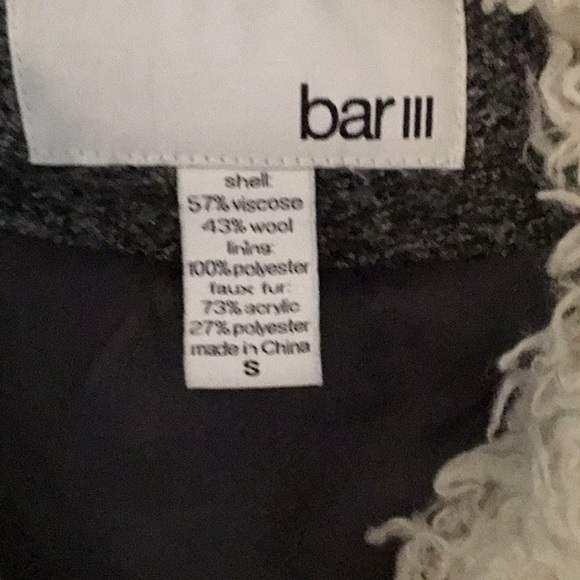 bar III
shell:
57% viscose
43% wool
lining:
100% polyester
faux fur:
73% acrylic
27% polyester
made in China
S